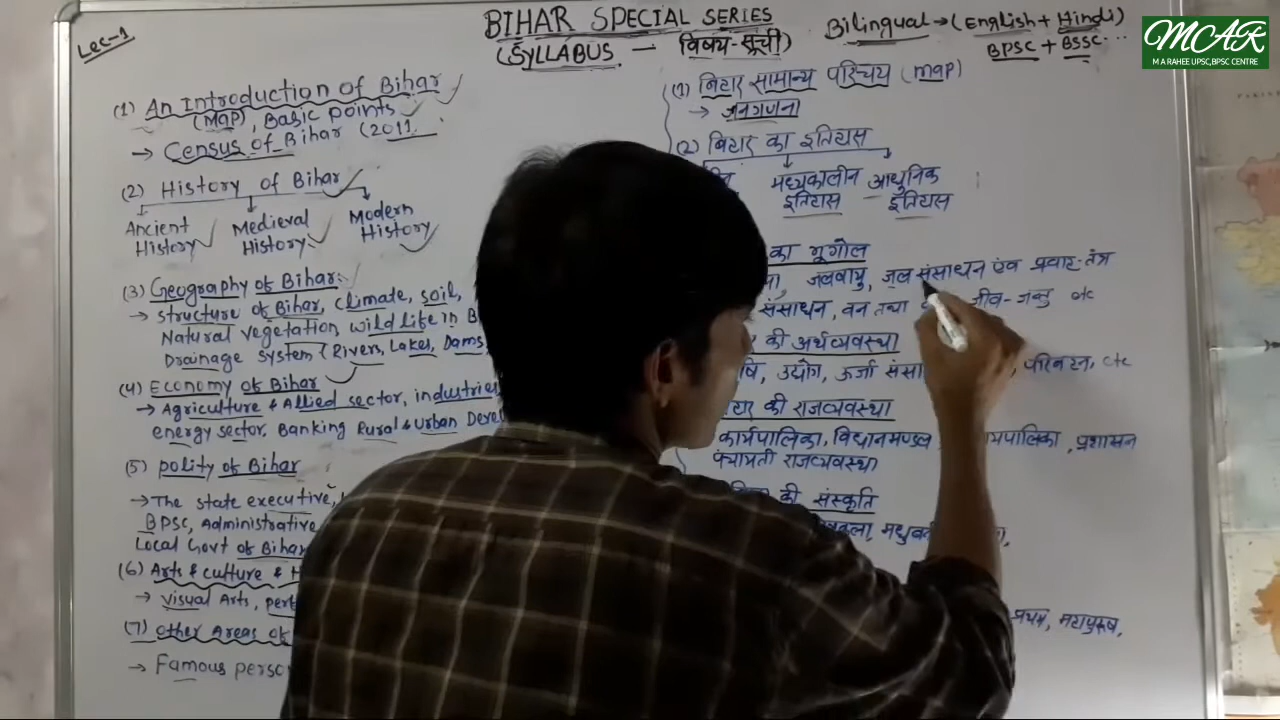 Lec-1
BIHAR SPECIAL SERIES
(SYLLABUS — विषय-सूची)
Bilingual → (English + Hindi)
BPSC + BSSC...
MCAR
M A RAHEE UPSC,BPSC CENTRE
(1) An Introduction of Bihar
(Map), Basic points
→ Census of Bihar (2011
(2) History of Bihar
Ancient History
Medieval History
Modern History
(3) Geography of Bihar:
→ structure of Bihar, climate, soil,
Natural vegetation, wild life in B
Drainage system (Rivers, Lakes, Dams,
(4) Economy of Bihar
→ Agriculture & Allied sector, industries
energy sector, Banking Rural & Urban Devel
(5) polity of Bihar
→ The state executive,
BPSC, Administrative
Local Govt of Bihar
(6) Arts & culture & H
→ visual Arts, perf
(7) other Areas of
→ Famous perso
(1) बिहार सामान्य परिचय (Map)
→ जनगणना
(2) बिहार का इतिहास
मध्यकालीन इतिहास
आधुनिक इतिहास
का भूगोल
जलवायु, जल संसाधन एंव प्रवाह-तंत्र
संसाधन, वन तथा जीव-जन्तु etc
की अर्थव्यवस्था
उद्योग, ऊर्जा संसा परिवहन, etc
की राजव्यवस्था
कार्यपालिका, विधानमण्डल प्रशासन
पंचायती राजव्यवस्था
की संस्कृति
महापुरूष,